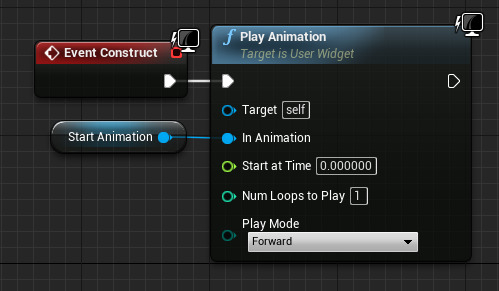 Event Construct
f Play Animation
Target is User Widget
Target self
Start Animation
In Animation
Start at Time 0.000000
Num Loops to Play 1
Play Mode
Forward